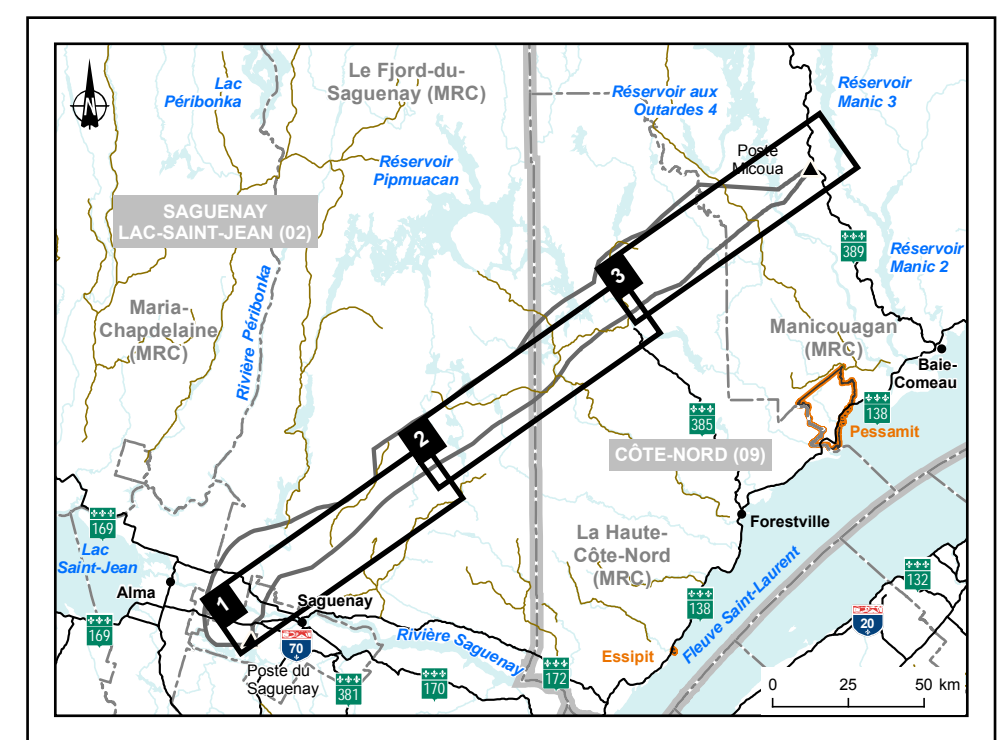 N
Lac
Péribonka
Le Fjord-du-
Saguenay (MRC)
Réservoir aux
Outardes 4
Réservoir
Manic 3
Poste
Micoua
Réservoir
Pipmuacan
SAGUENAY
LAC-SAINT-JEAN (02)
389
Réservoir
Manic 2
3
Maria-
Chapdelaine
(MRC)
Rivière Péribonka
Manicouagan
(MRC)
Baie-
Comeau
138
Pessamit
385
2
CÔTE-NORD (09)
169
Lac
Saint-Jean
Forestville
La Haute-
Côte-Nord
(MRC)
Alma
1
Saguenay
138
132
20
Fleuve Saint-Laurent
169
70
Rivière Saguenay
Essipit
Poste du
Saguenay
381
170
172
0 25 50 km